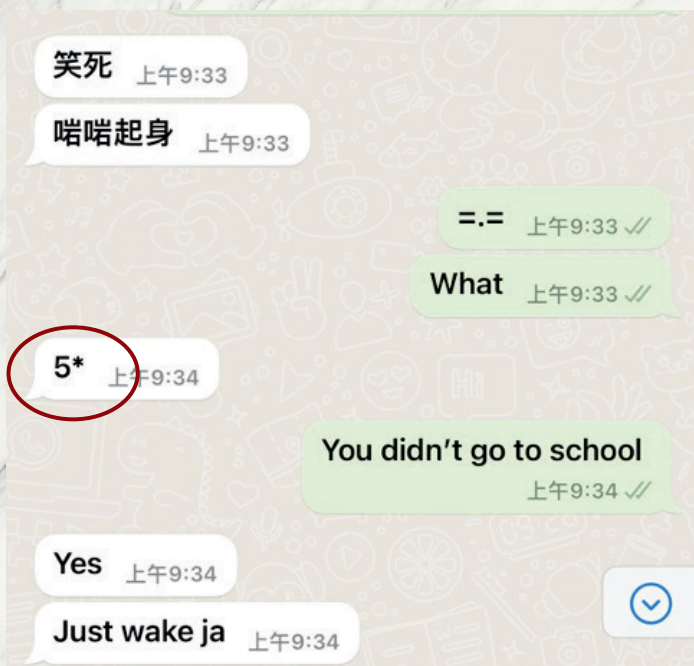 笑死 上午9:33
啱啱起身 上午9:33
=.= 上午9:33
What 上午9:33
5* 上午9:34
You didn't go to school
上午9:34
Yes 上午9:34
Just wake ja 上午9:34